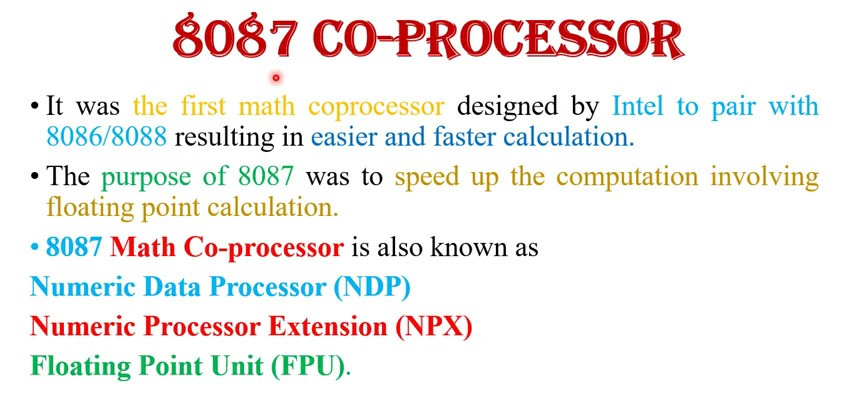 8087 CO-PROCESSOR
• It was the first math coprocessor designed by Intel to pair with
8086/8088 resulting in easier and faster calculation.
• The purpose of 8087 was to speed up the computation involving
floating point calculation.
• 8087 Math Co-processor is also known as
Numeric Data Processor (NDP)
Numeric Processor Extension (NPX)
Floating Point Unit (FPU).